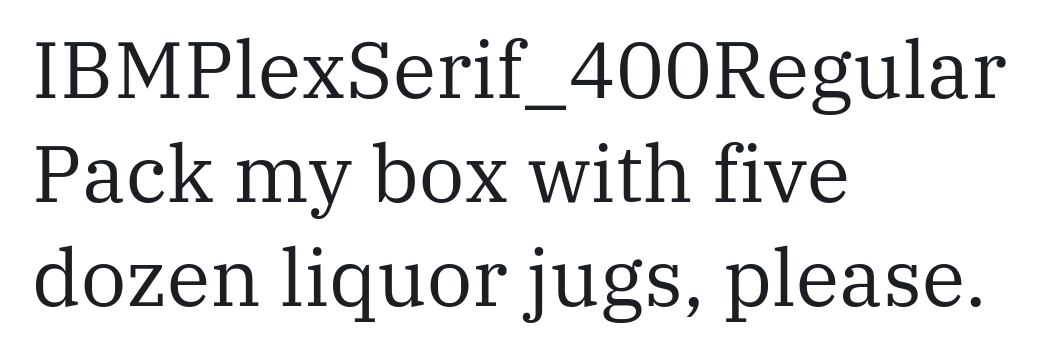 IBMPlexSerif_400Regular
Pack my box with five
dozen liquor jugs, please.